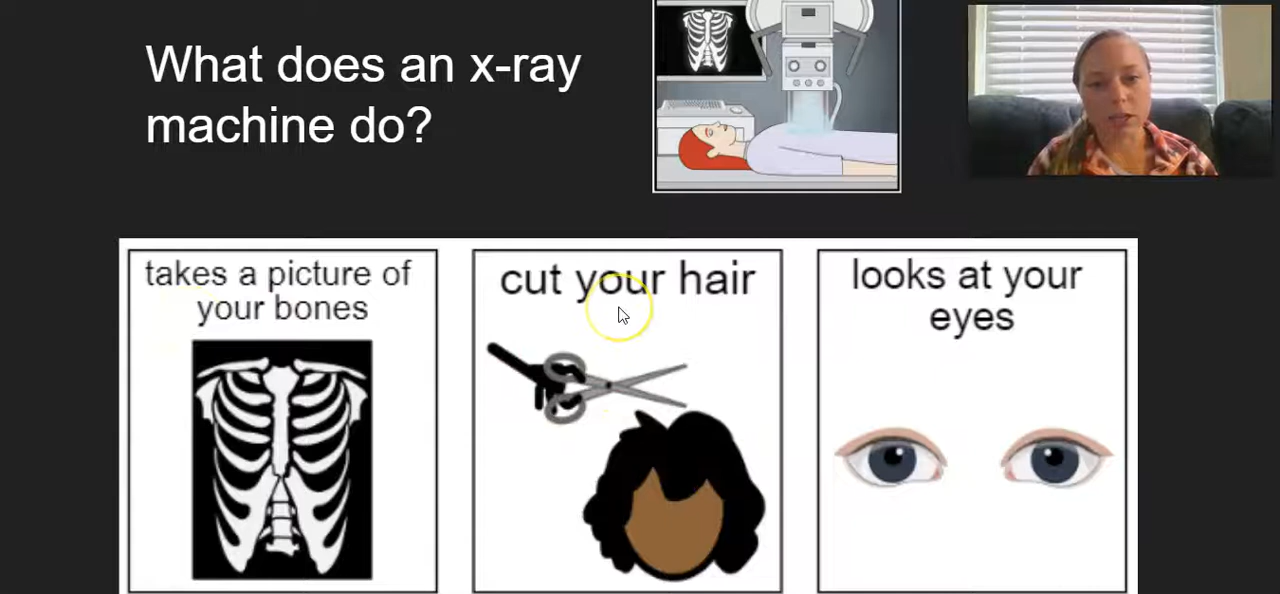 What does an x-ray
machine do?
takes a picture of
your bones
cut your hair
looks at your
eyes